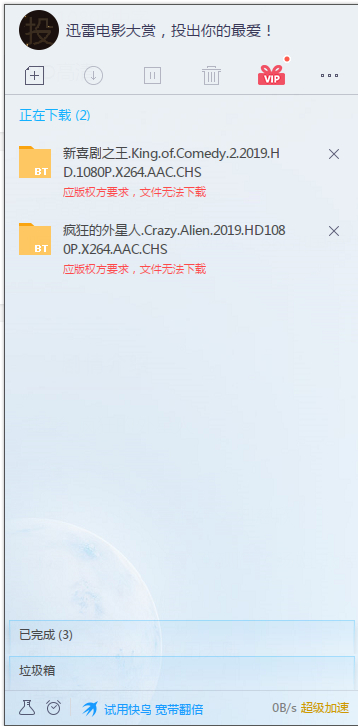 投 迅雷电影大赏，投出你的最爱！
VIP
正在下载 (2)
BT
新喜剧之王.King.of.Comedy.2.2019.H
D.1080P.X264.AAC.CHS
应版权方要求，文件无法下载
BT
疯狂的外星人.Crazy.Alien.2019.HD108
0P.X264.AAC.CHS
应版权方要求，文件无法下载
已完成 (3)
垃圾箱
试用快鸟 宽带翻倍 0B/s 超级加速